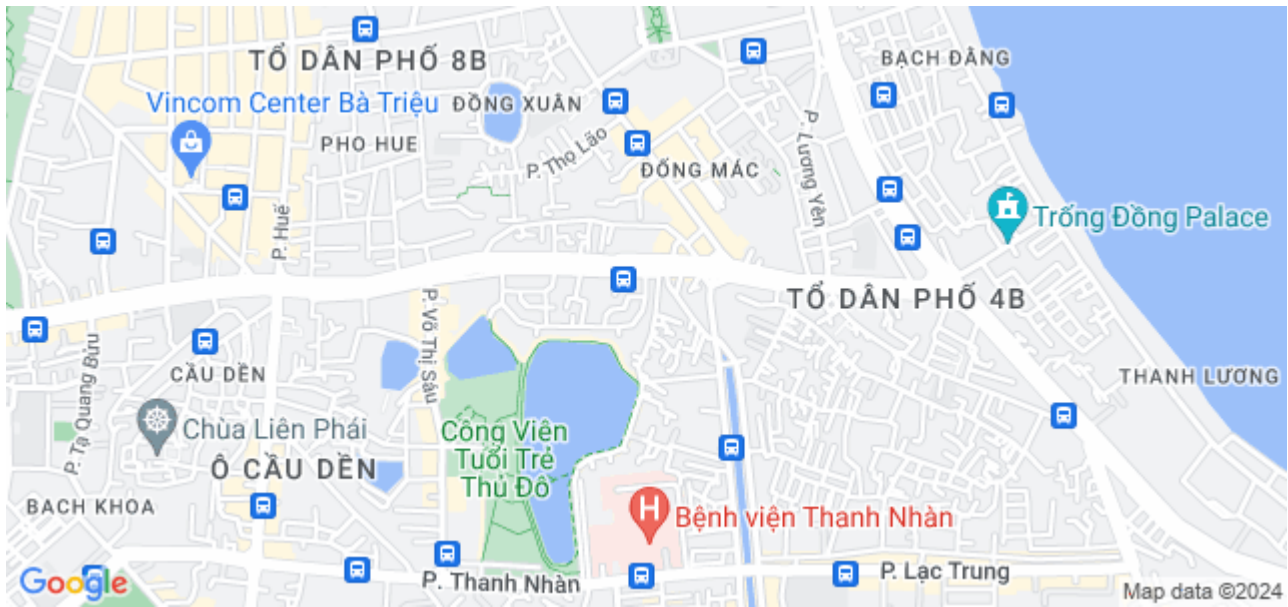 TỔ DÂN PHỐ 8B
BẠCH ĐẰNG
Vincom Center Bà Triệu
ĐỒNG XUÂN
PHO HUE
P. Thọ Lão
ĐỐNG MÁC
P. Lương Yên
P. Huế
Trống Đồng Palace
TỔ DÂN PHỐ 4B
P. Võ Thị Sáu
P. Tạ Quang Bửu
CẦU DỀN
THANH LƯƠNG
Chùa Liên Phái
Công Viên
Tuổi Trẻ
Thủ Đô
Ô CẦU DỀN
BACH KHOA
H
Bệnh viện Thanh Nhàn
P. Thanh Nhàn
P. Lạc Trung
Google
Map data ©2024